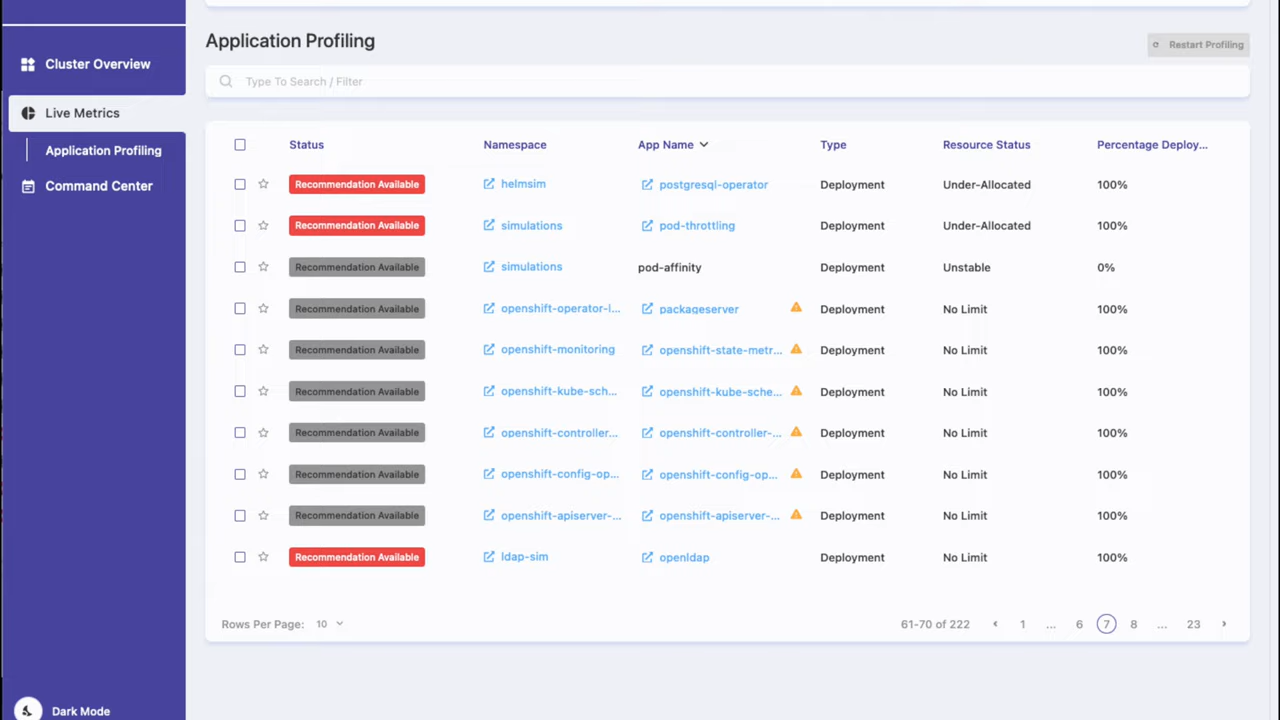 Cluster Overview
Live Metrics
Application Profiling
Command Center
Dark Mode
Application Profiling
Restart Profiling
Type To Search / Filter
Status Namespace App Name Type Resource Status Percentage Deploy...
Recommendation Available helmsim postgresql-operator Deployment Under-Allocated 100%
Recommendation Available simulations pod-throttling Deployment Under-Allocated 100%
Recommendation Available simulations pod-affinity Deployment Unstable 0%
Recommendation Available openshift-operator-l... packageserver Deployment No Limit 100%
Recommendation Available openshift-monitoring openshift-state-metr... Deployment No Limit 100%
Recommendation Available openshift-kube-sch... openshift-kube-sche... Deployment No Limit 100%
Recommendation Available openshift-controller... openshift-controller-... Deployment No Limit 100%
Recommendation Available openshift-config-op... openshift-config-op... Deployment No Limit 100%
Recommendation Available openshift-apiserver-... openshift-apiserver-... Deployment No Limit 100%
Recommendation Available ldap-sim openldap Deployment No Limit 100%
Rows Per Page: 10 61-70 of 222 1 ... 6 7 8 ... 23